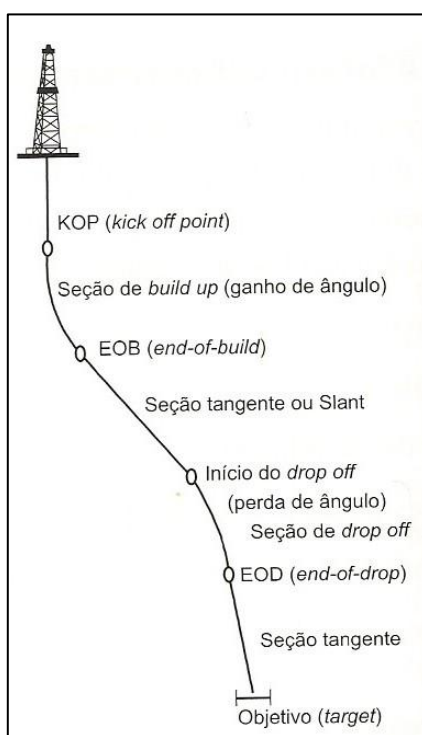 KOP (kick off point)
Seção de build up (ganho de ângulo)
EOB (end-of-build)
Seção tangente ou Slant
Início do drop off
(perda de ângulo)
Seção de drop off
EOD (end-of-drop)
Seção tangente
Objetivo (target)